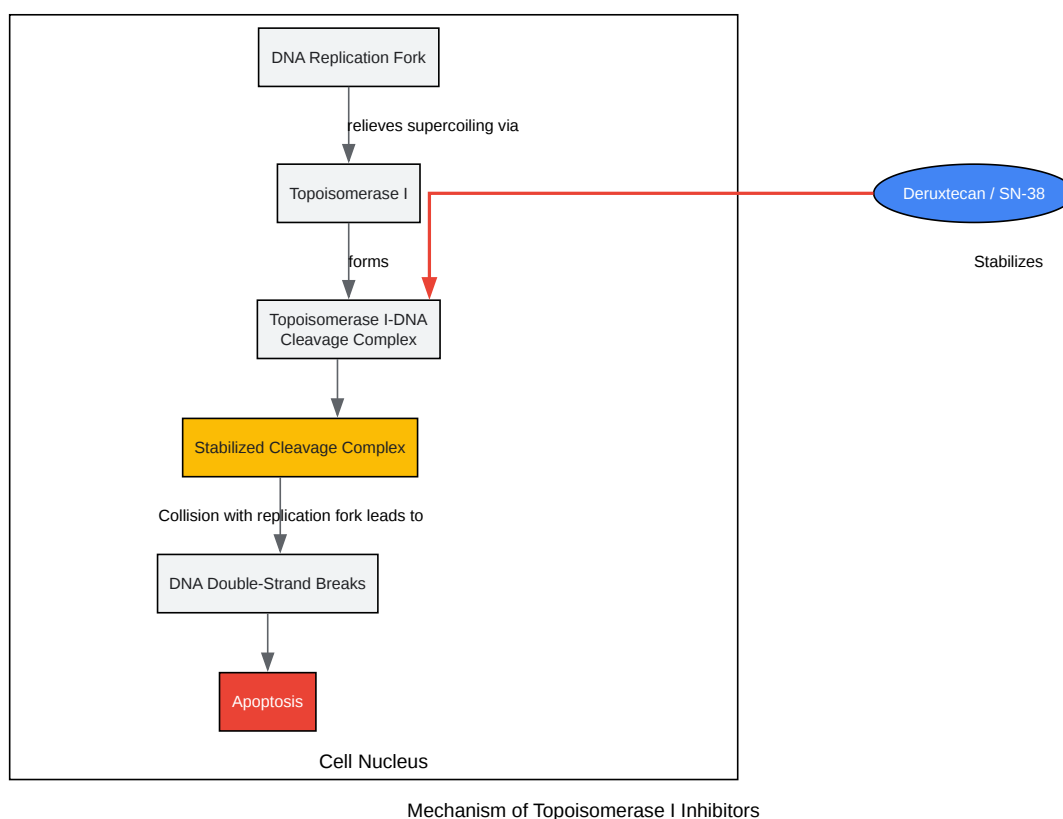 DNA Replication Fork
relieves supercoiling via
Topoisomerase I
Deruxtecan / SN-38
forms
Stabilizes
Topoisomerase I-DNA
Cleavage Complex
Stabilized Cleavage Complex
Collision with replication fork leads to
DNA Double-Strand Breaks
Apoptosis
Cell Nucleus
Mechanism of Topoisomerase I Inhibitors